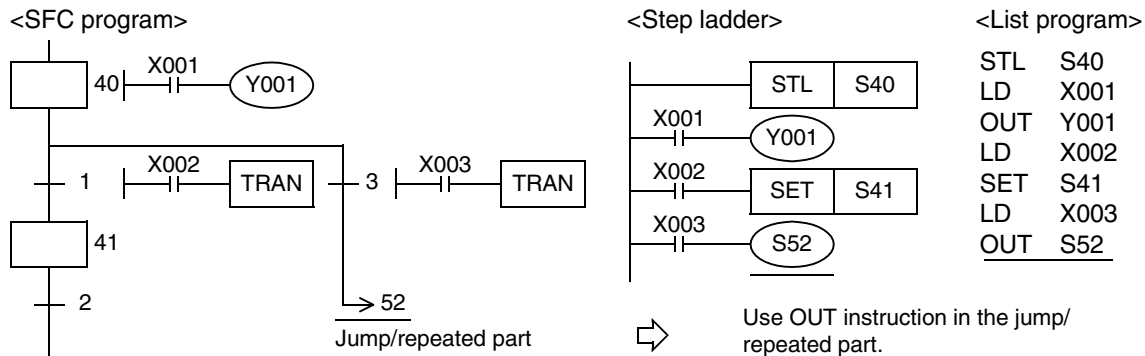 <SFC program>
40
X001
Y001
1
X002
TRAN
3
X003
TRAN
41
2
52
Jump/repeated part
<Step ladder>
STL S40
X001
Y001
X002
SET S41
X003
S52
Use OUT instruction in the jump/
repeated part.
<List program>
STL S40
LD X001
OUT Y001
LD X002
SET S41
LD X003
OUT S52